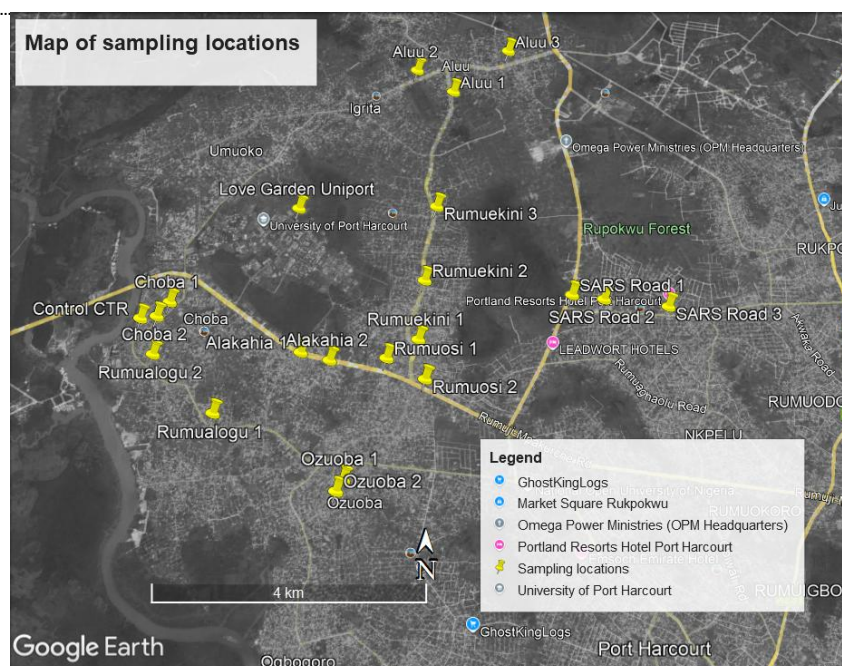 Map of sampling locations
Aluu 2
Aluu 3
Aluu
Aluu 1
Igrita
Omega Power Ministries (OPM Headquarters)
Umuoko
Love Garden Uniport
Rumuekini 3
University of Port Harcourt
Ju
Rupokwu Forest
RUKP
Rumuekini 2
Choba 1
SARS Road 1
Portland Resorts Hotel Port Harcourt
Control CTR
Choba
Rumuekini 1
SARS Road 2
SARS Road 3
Choba 2
Alakahia 1
Alakahia 2
Rumuosi 1
LEADWORT HOTELS
Rumualogu 2
Rumuosi 2
Rumuagnaolu Road
RUMUODO
Rumualogu 1
NKPELU
Ozuoba 1
Ozuoba 2
Ozuoba
Legend
GhostKingLogs
Market Square Rukpokwu
Omega Power Ministries (OPM Headquarters)
Portland Resorts Hotel Port Harcourt
Sampling locations
University of Port Harcourt
RUMUOKORO
RUMUIGBO
N
4 km
GhostKingLogs
Google Earth
Ogbogoro
Port Harcourt